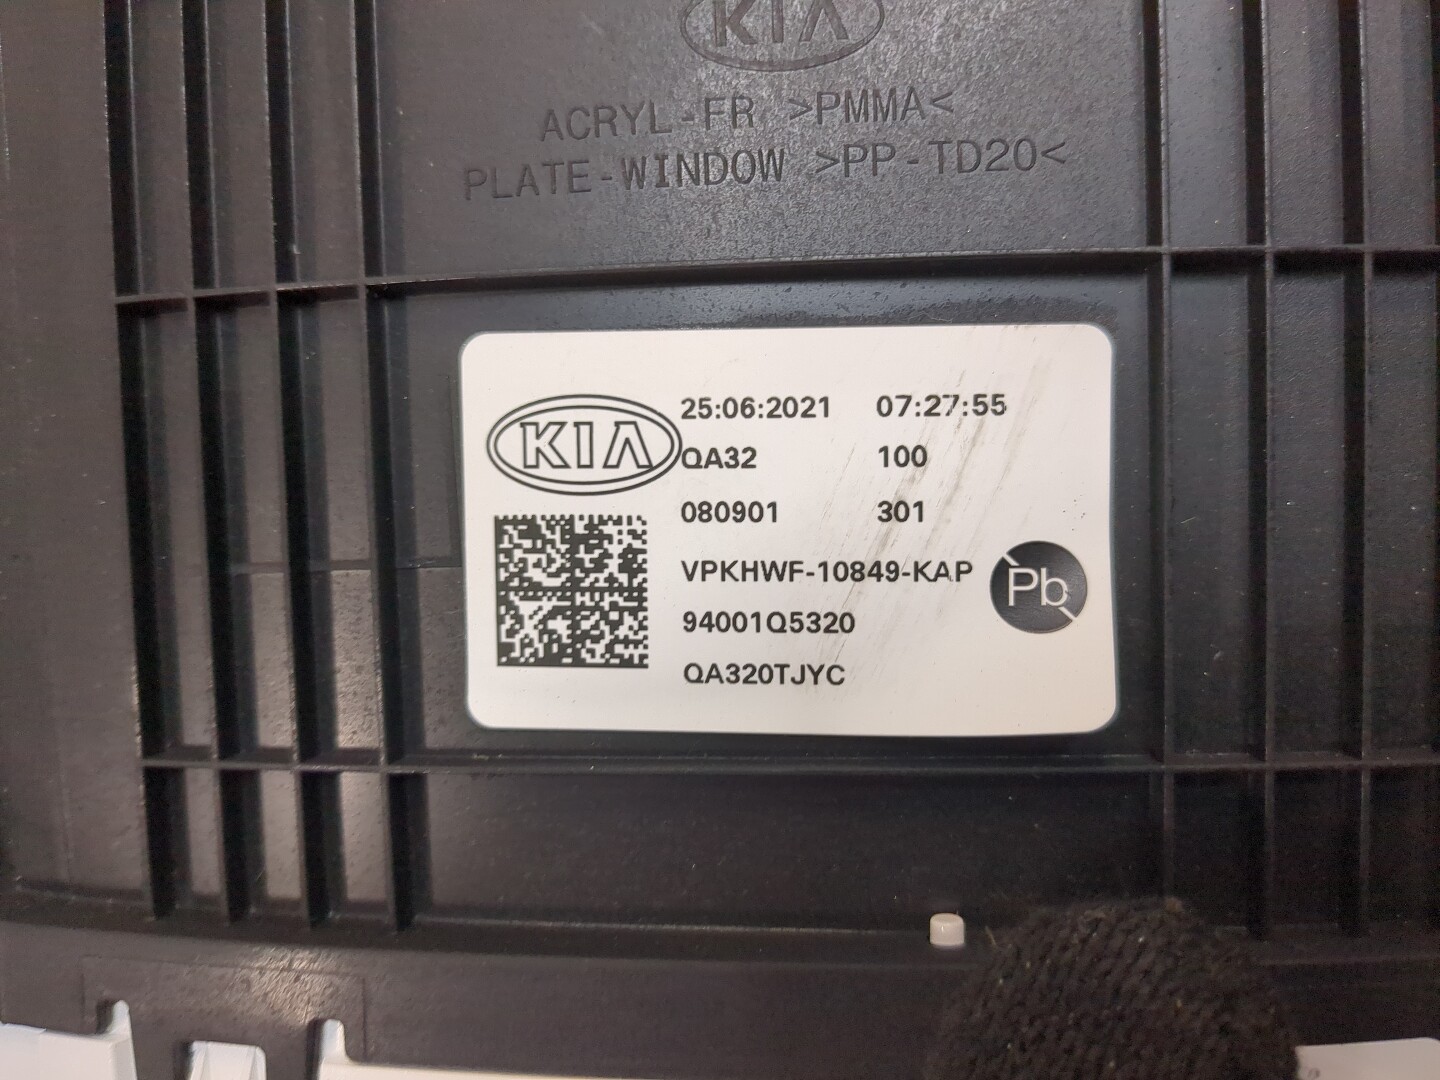 KIA
ACRYL-FR >PMMA<
PLATE-WINDOW >PP-TD20<
KIA
25:06:2021 07:27:55
QA32 100
080901 301
VPKHWF-10849-KAP
Pb
94001Q5320
QA320TJYC